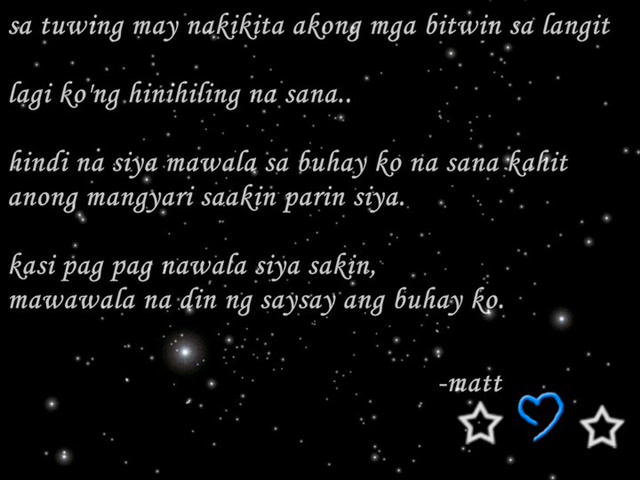 sa tuwing may nakikita akong mga bitwin sa langit
lagi ko'ng hinihiling na sana..
hindi na siya mawala sa buhay ko na sana kahit
anong mangyari saakin parin siya.
kasi pag pag nawala siya sakin,
mawawala na din ng saysay ang buhay ko.
-matt